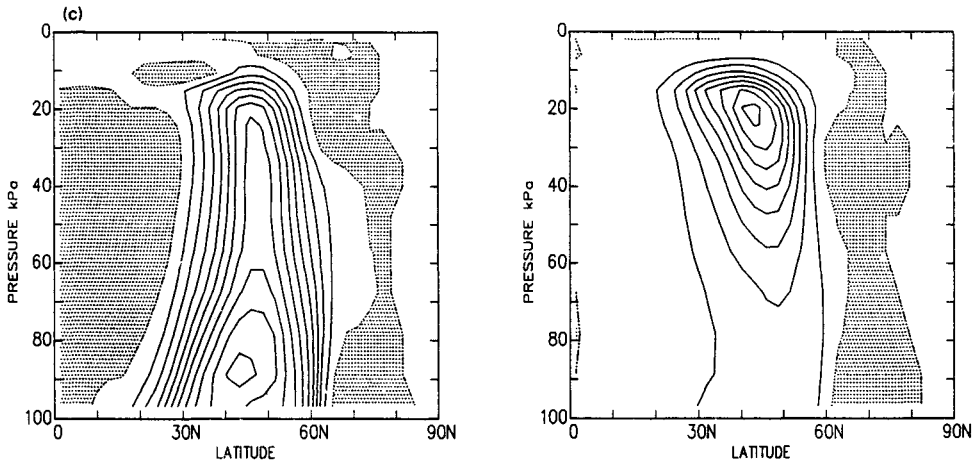 (c)
0
20
40
60
80
100
PRESSURE kPa
0
30N
60N
90N
LATITUDE
0
20
40
60
80
100
PRESSURE kPa
0
30N
60N
90N
LATITUDE